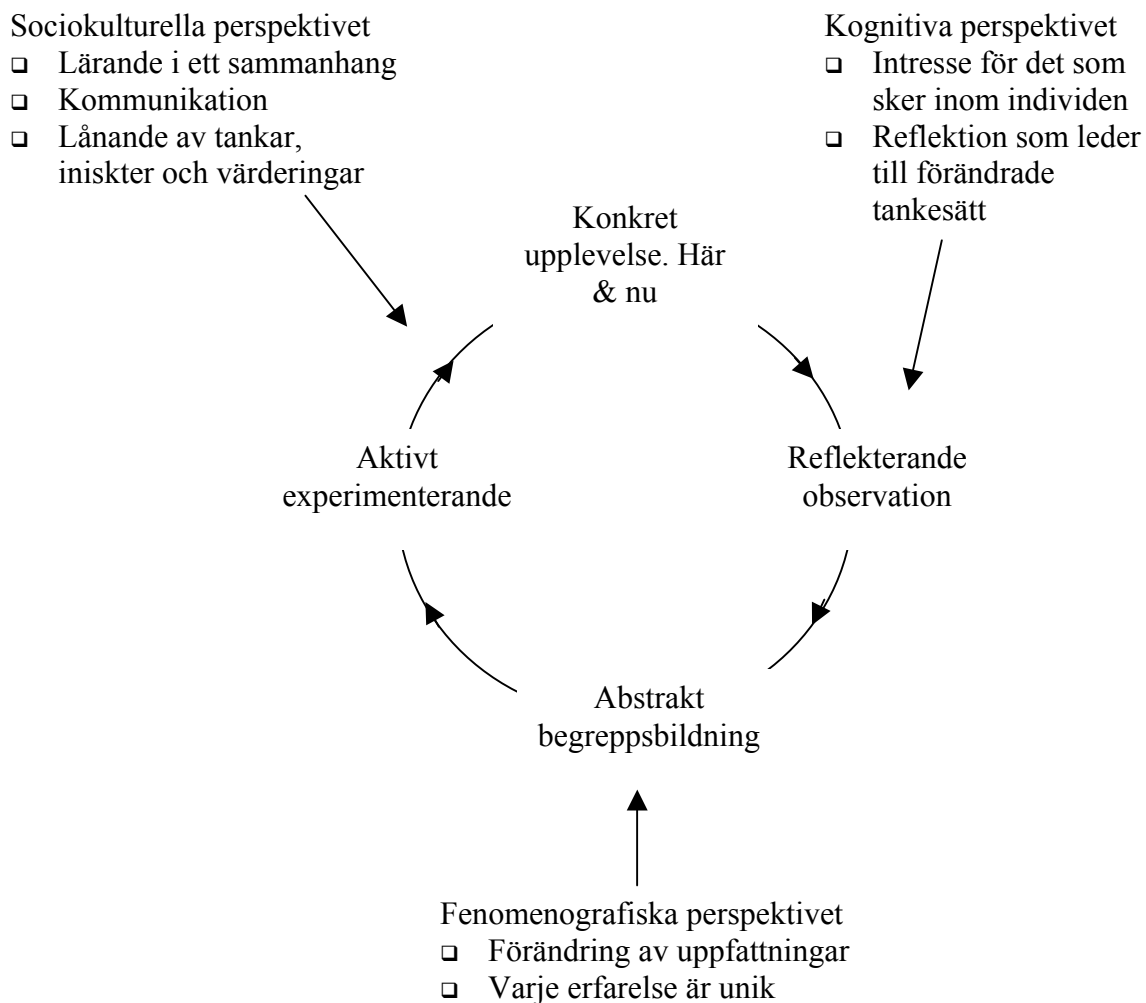 Sociokulturella perspektivet
❑ Lärande i ett sammanhang
❑ Kommunikation
❑ Lånande av tankar,
iniskter och värderingar
Kognitiva perspektivet
❑ Intresse för det som
sker inom individen
❑ Reflektion som leder
till förändrade
tankesätt
Konkret
upplevelse. Här
& nu
Aktivt
experimenterande
Reflekterande
observation
Abstrakt
begreppsbildning
Fenomenografiska perspektivet
❑ Förändring av uppfattningar
❑ Varje erfarelse är unik